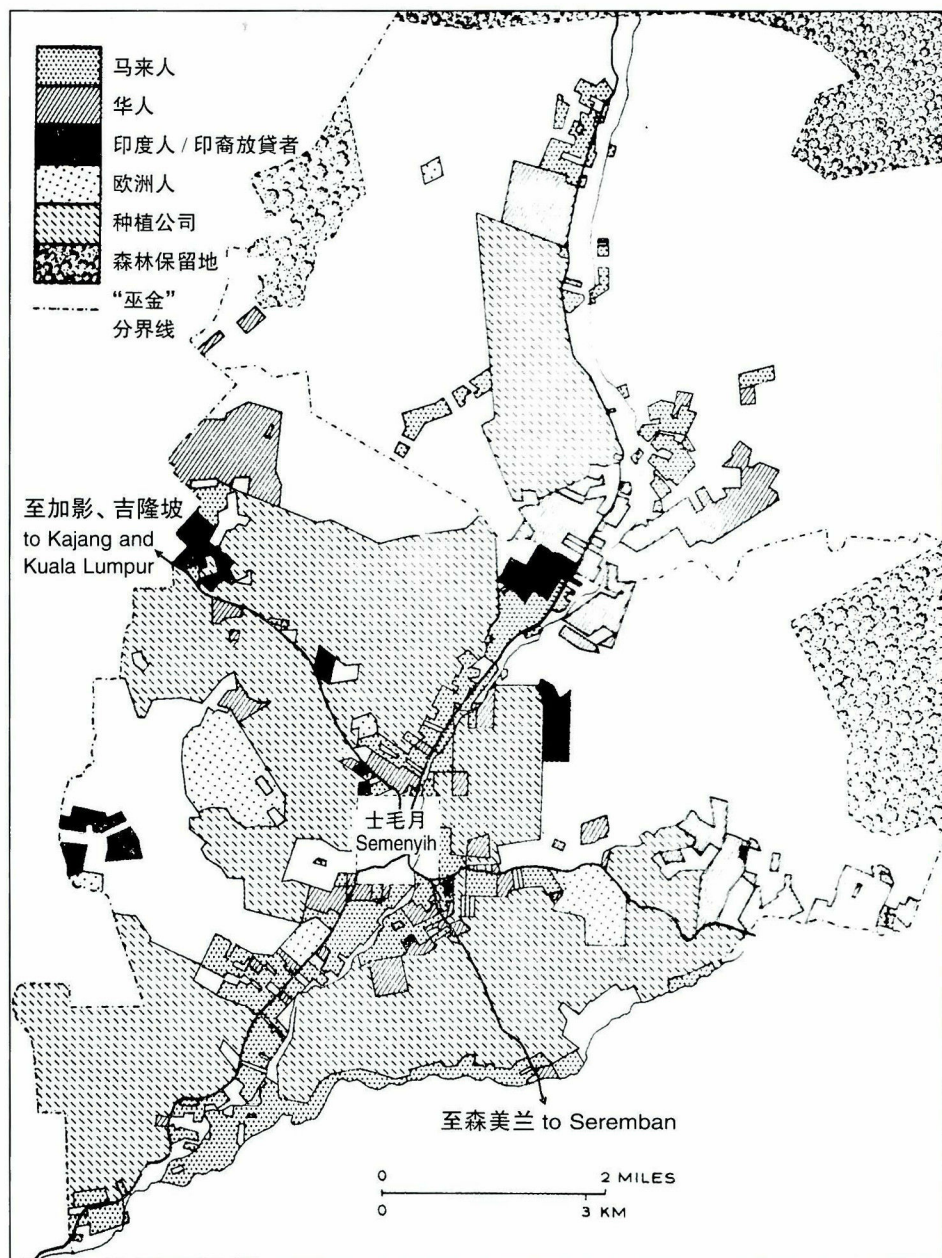 马来人
华人
印度人 / 印裔放貸者
欧洲人
种植公司
森林保留地
“巫金”
分界线
至加影、吉隆坡
to Kajang and
Kuala Lumpur
士毛月
Semenyih
至森美兰 to Seremban
0 2 MILES
0 3 KM